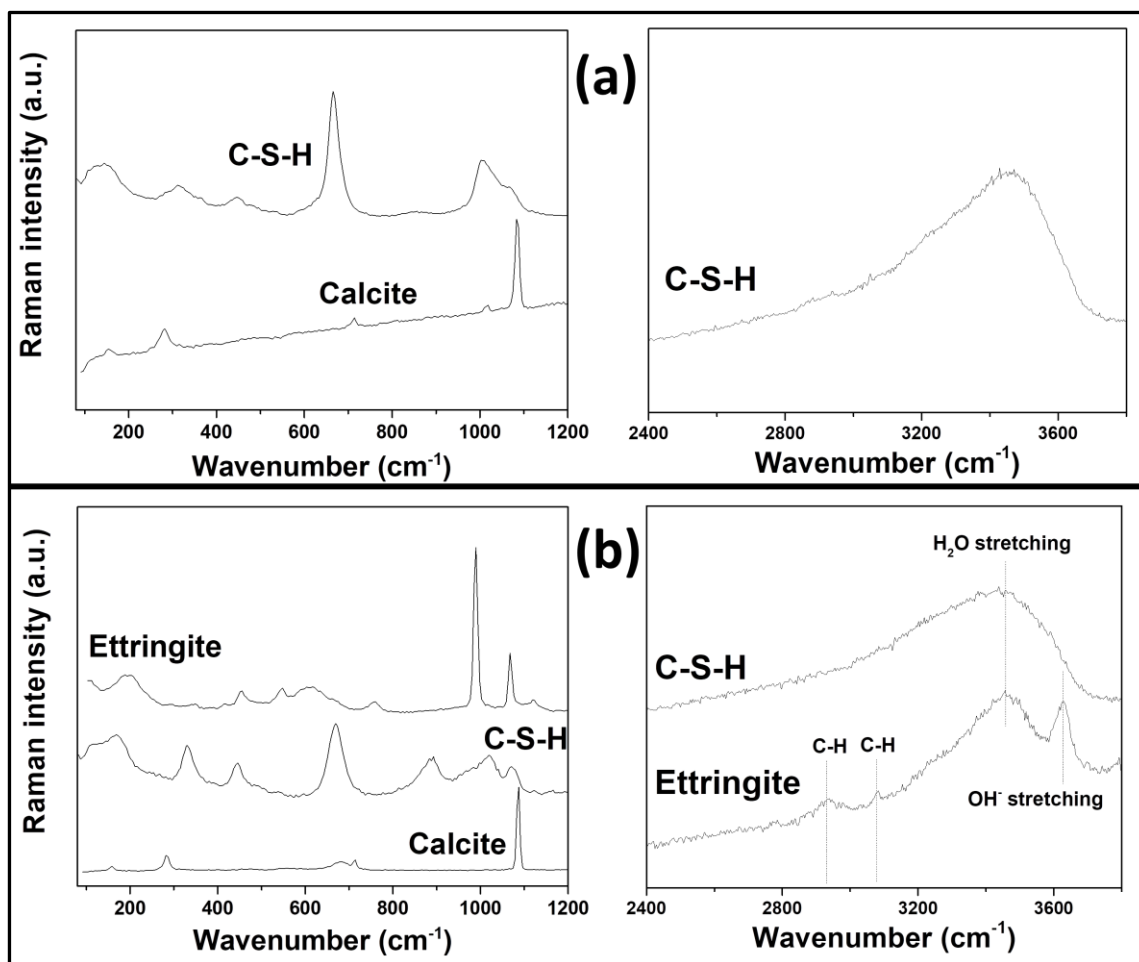 (a)
Raman intensity (a.u.)
C-S-H
Calcite
200 400 600 800 1000 1200
Wavenumber (cm⁻¹)
C-S-H
2400 2800 3200 3600
Wavenumber (cm⁻¹)
(b)
Raman intensity (a.u.)
Ettringite
C-S-H
Calcite
200 400 600 800 1000 1200
Wavenumber (cm⁻¹)
H₂O stretching
C-S-H
C-H C-H
Ettringite
OH⁻ stretching
2400 2800 3200 3600
Wavenumber (cm⁻¹)